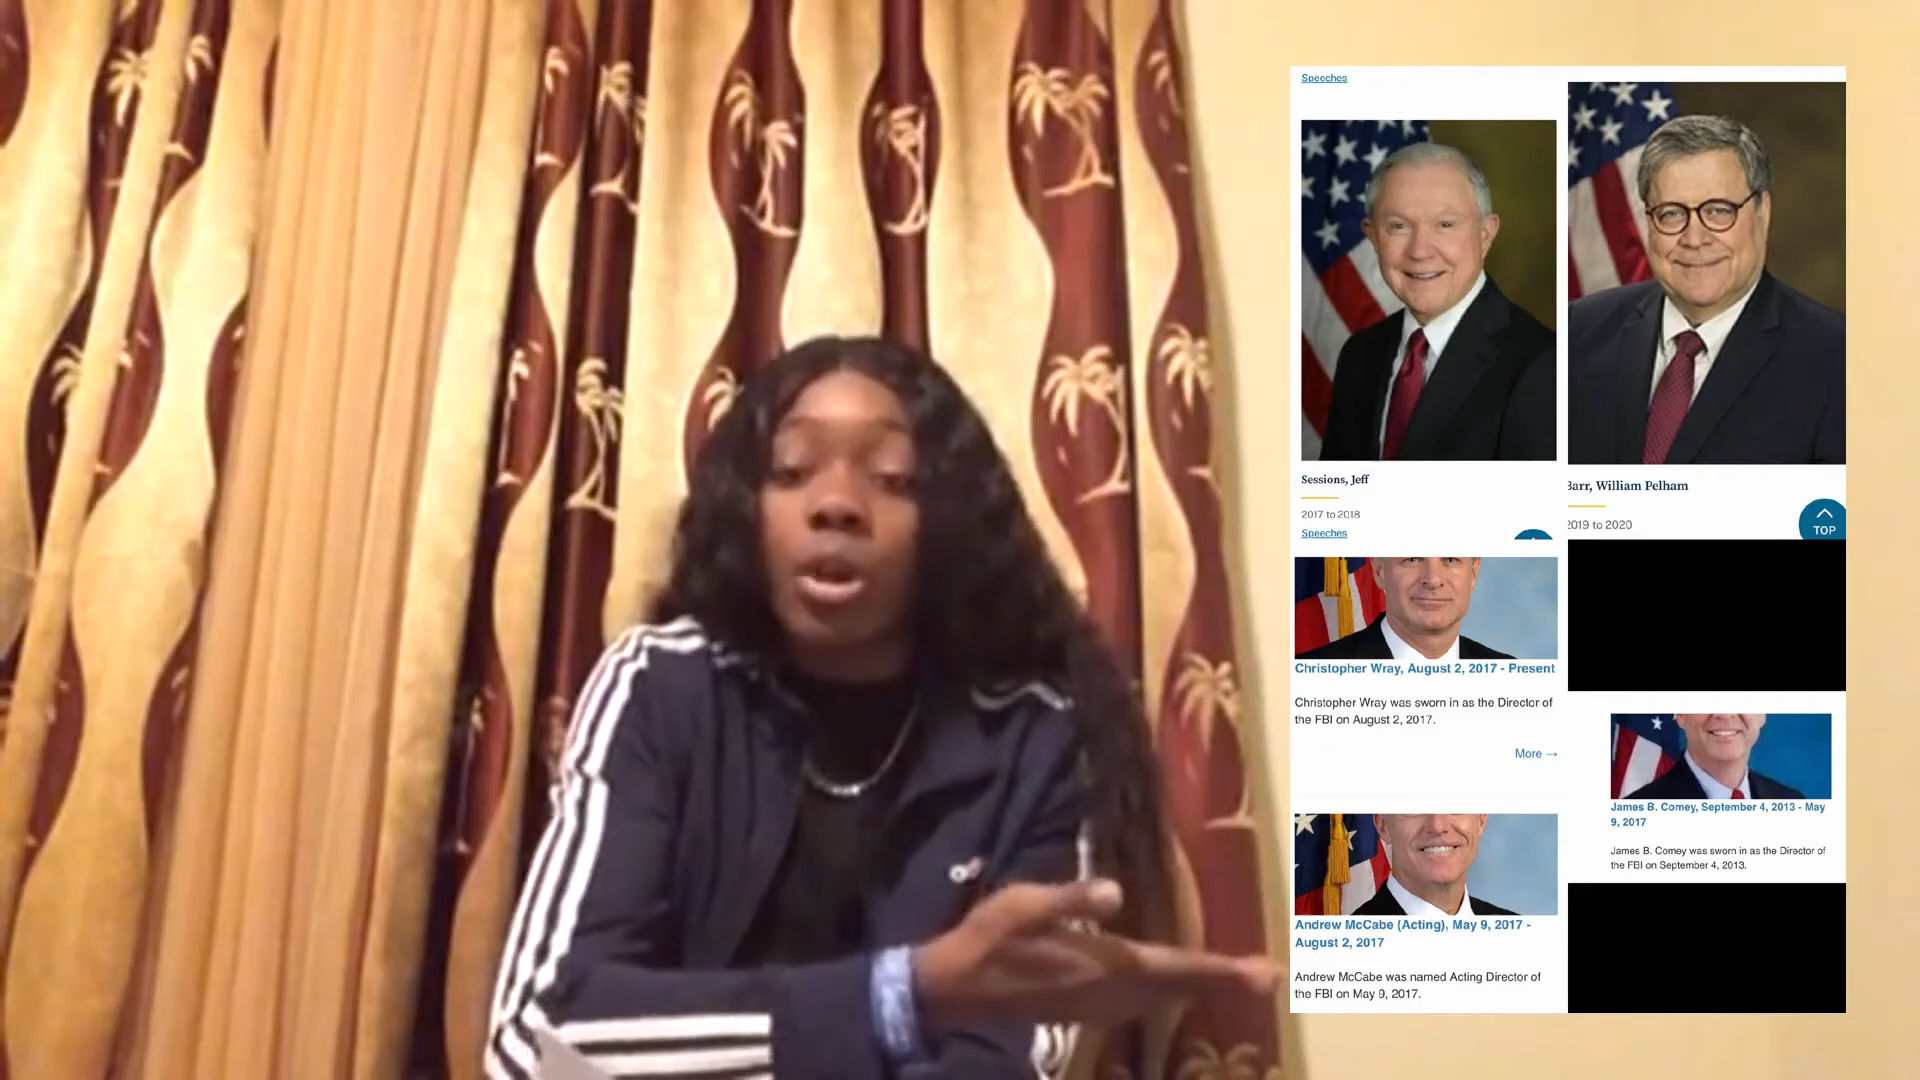 Speeches
Sessions, Jeff
2017 to 2018
Speeches
Barr, William Pelham
2019 to 2020
TOP
Christopher Wray, August 2, 2017 - Present
Christopher Wray was sworn in as the Director of
the FBI on August 2, 2017.
More →
James B. Comey, September 4, 2013 - May
9, 2017
James B. Comey was sworn in as the Director of
the FBI on September 4, 2013.
Andrew McCabe (Acting), May 9, 2017 -
August 2, 2017
Andrew McCabe was named Acting Director of
the FBI on May 9, 2017.